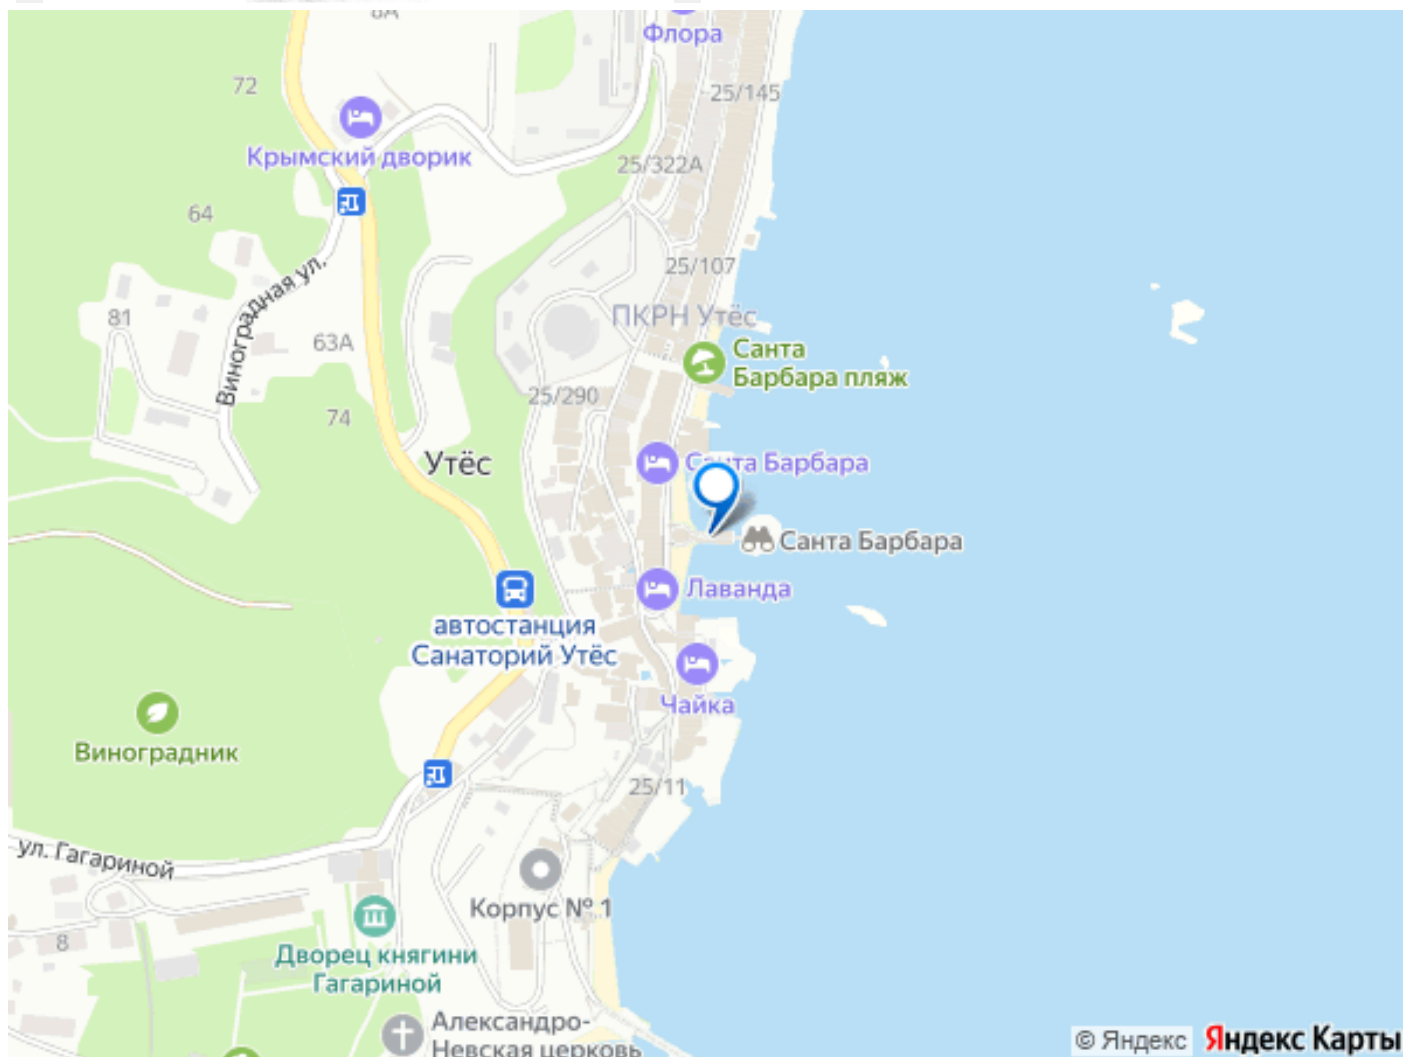 8А
Флора
72
25/145
Крымский дворик
25/322А
64
25/107
Виноградная ул.
81
ПКРН Утёс
63А
Санта
Барбара пляж
25/290
74
Утёс
Санта Барбара
Санта Барбара
Лаванда
автостанция
Санаторий Утёс
Чайка
Виноградник
25/11
ул. Гагариной
Корпус № 1
8
Дворец княгини
Гагариной
Александро-
Невская церковь
© Яндекс Яндекс Карты